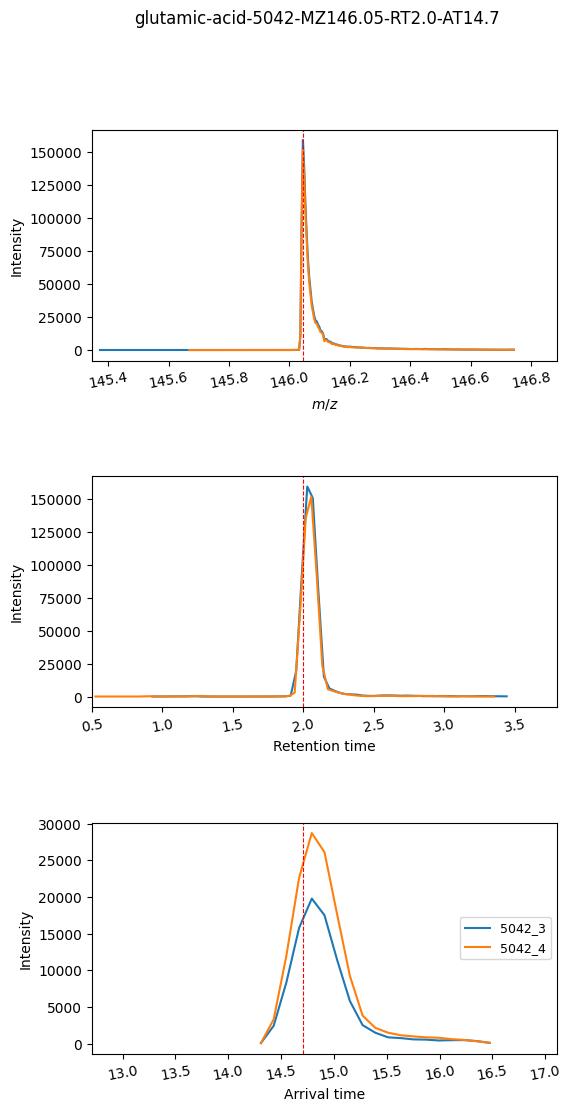 glutamic-acid-5042-MZ146.05-RT2.0-AT14.7
150000
125000
100000
75000
50000
25000
0
Intensity
145.4 145.6 145.8 146.0 146.2 146.4 146.6 146.8
m/z
150000
125000
100000
75000
50000
25000
0
Intensity
0.5 1.0 1.5 2.0 2.5 3.0 3.5
Retention time
30000
25000
20000
15000
10000
5000
0
Intensity
5042_3
5042_4
13.0 13.5 14.0 14.5 15.0 15.5 16.0 16.5 17.0
Arrival time